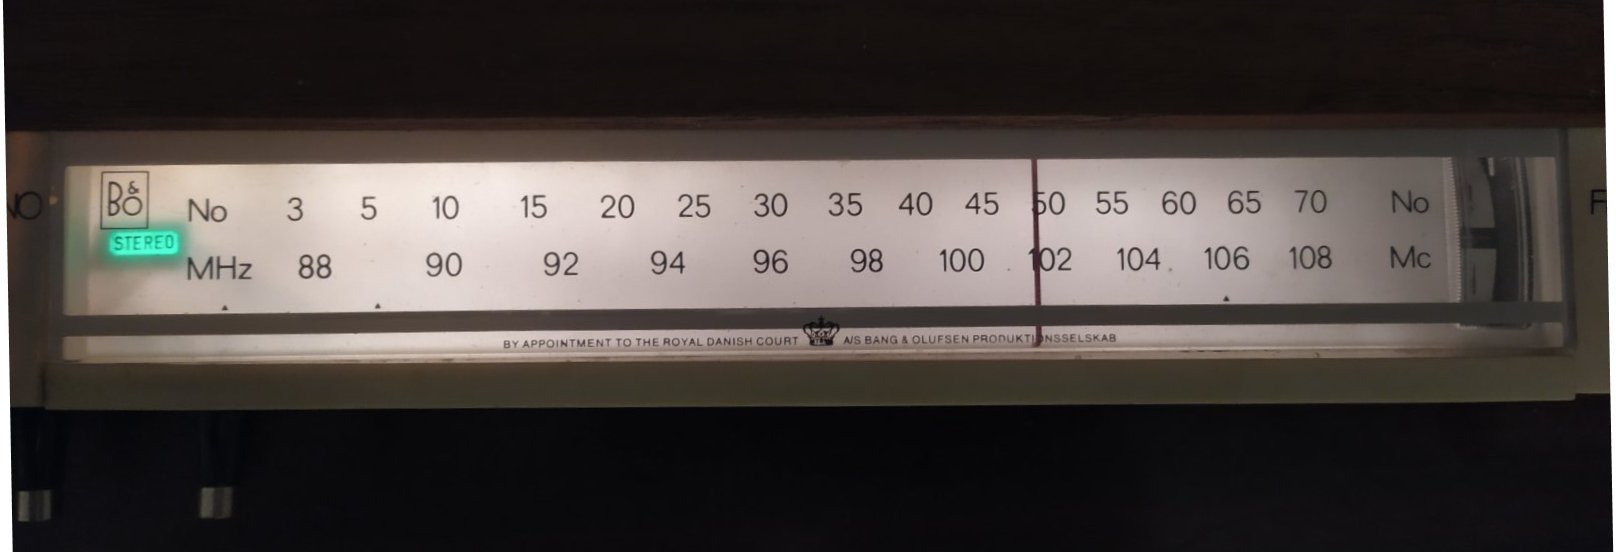 B&O
STEREO
No 3 5 10 15 20 25 30 35 40 45 50 55 60 65 70 No
MHz 88 90 92 94 96 98 100 102 104 106 108 Mc
BY APPOINTMENT TO THE ROYAL DANISH COURT A/S BANG & OLUFSEN PRODUKTIONSSELSKAB